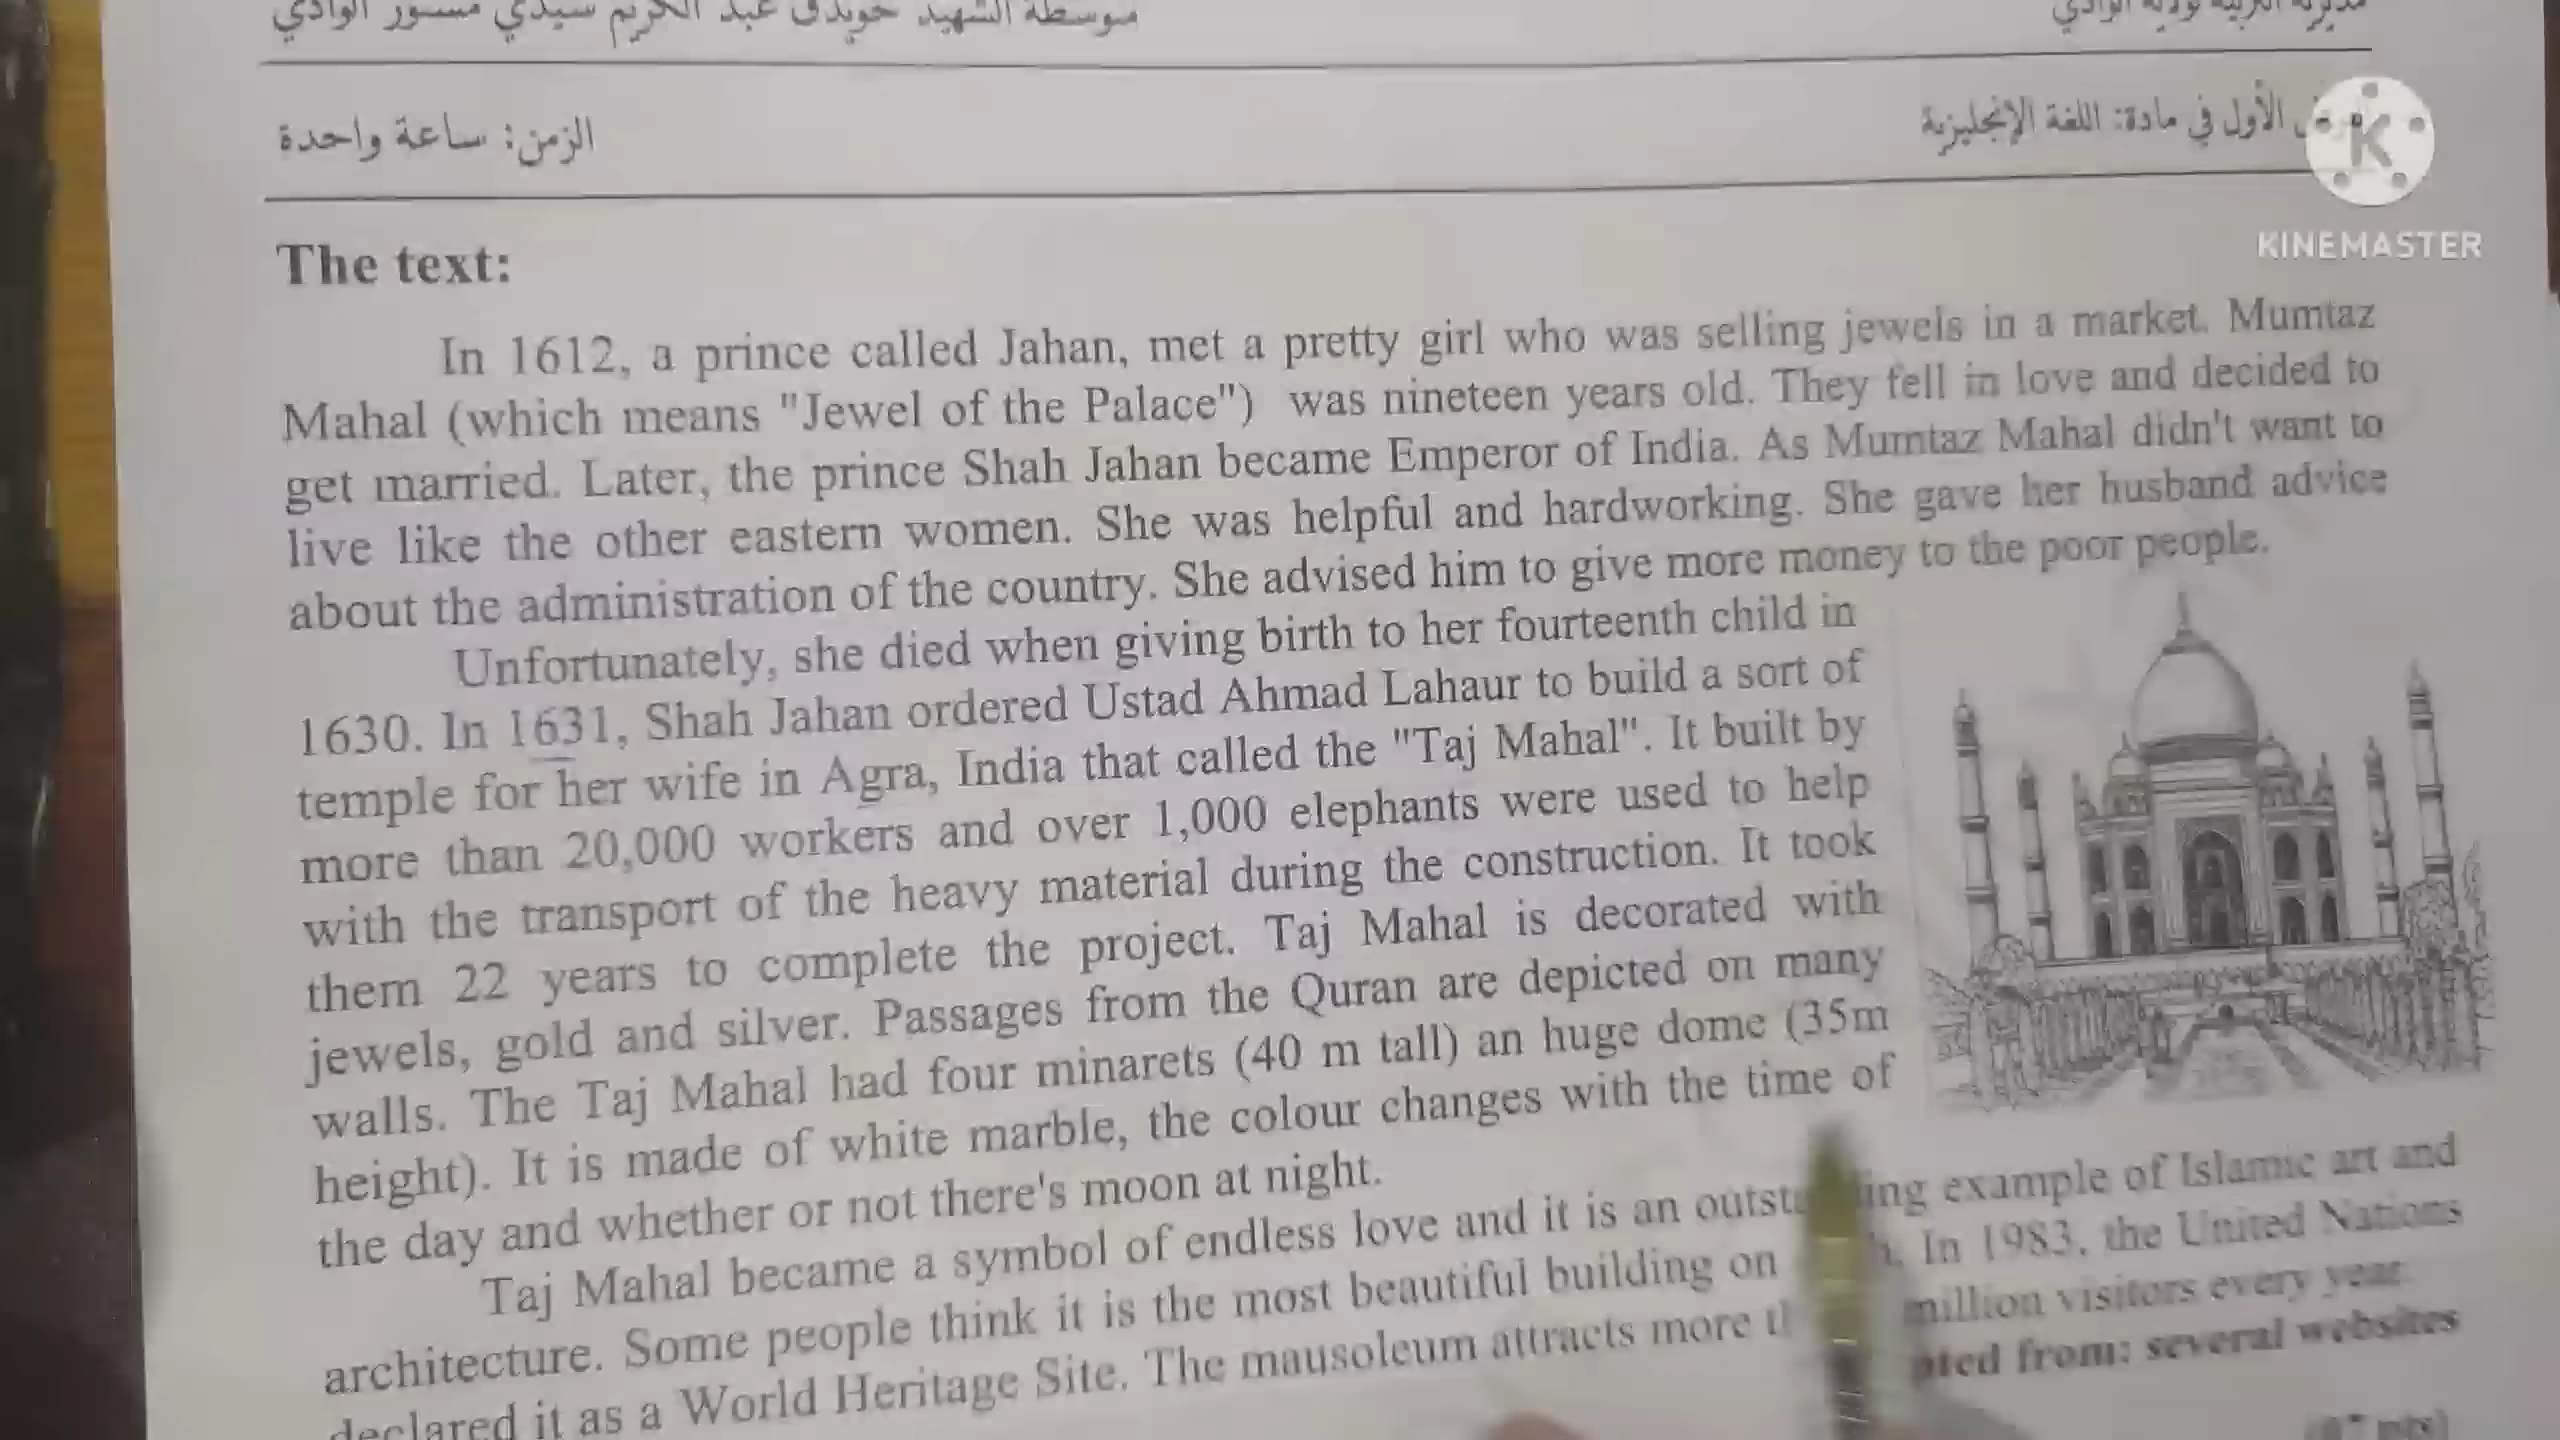 موسطة الشهيد حويذق عبد الكريم سيدي مستور الوادي
مديرية التربية لولاية الوادي
الأول في مادة: اللغة الإنجليزية
الزمن: ساعة واحدة
K
KINEMASTER
The text:
In 1612, a prince called Jahan, met a pretty girl who was selling jewels in a market. Mumtaz
Mahal (which means "Jewel of the Palace") was nineteen years old. They fell in love and decided to
get married. Later, the prince Shah Jahan became Emperor of India. As Mumtaz Mahal didn't want to
live like the other eastern women. She was helpful and hardworking. She gave her husband advice
about the administration of the country. She advised him to give more money to the poor people.
Unfortunately, she died when giving birth to her fourteenth child in
1630. In 1631, Shah Jahan ordered Ustad Ahmad Lahaur to build a sort of
temple for her wife in Agra, India that called the "Taj Mahal". It built by
more than 20,000 workers and over 1,000 elephants were used to help
with the transport of the heavy material during the construction. It took
them 22 years to complete the project. Taj Mahal is decorated with
jewels, gold and silver. Passages from the Quran are depicted on many
walls. The Taj Mahal had four minarets (40 m tall) an huge dome (35m
height). It is made of white marble, the colour changes with the time of
the day and whether or not there's moon at night.
Taj Mahal became a symbol of endless love and it is an example of Islamic art and
architecture. Some people think it is the most beautiful building on In 1983, the United Nations
declared it as a World Heritage Site. The mausoleum attracts more million visitors every year
from: several websites